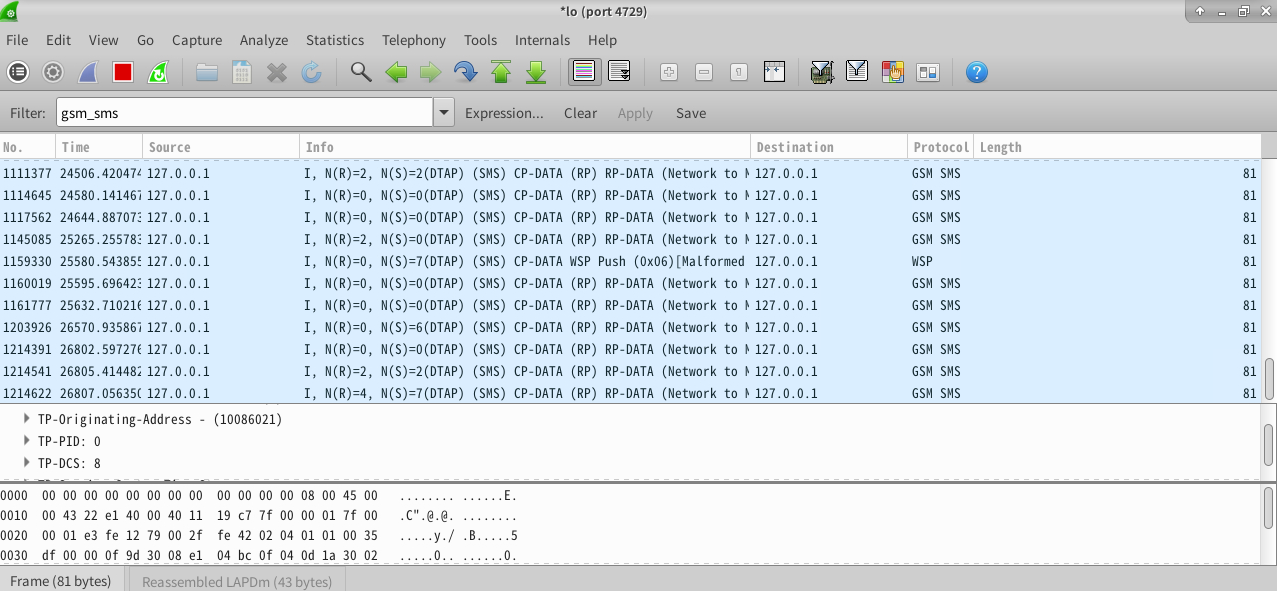 *lo (port 4729)
File Edit View Go Capture Analyze Statistics Telephony Tools Internals Help
Filter: gsm_sms Expression... Clear Apply Save
No. Time Source Info Destination Protocol Length
1111377 24506.420474 127.0.0.1 I, N(R)=2, N(S)=2(DTAP) (SMS) CP-DATA (RP) RP-DATA (Network to M 127.0.0.1 GSM SMS 81
1114645 24580.141467 127.0.0.1 I, N(R)=0, N(S)=0(DTAP) (SMS) CP-DATA (RP) RP-DATA (Network to M 127.0.0.1 GSM SMS 81
1117562 24644.887073 127.0.0.1 I, N(R)=0, N(S)=0(DTAP) (SMS) CP-DATA (RP) RP-DATA (Network to M 127.0.0.1 GSM SMS 81
1145085 25265.255783 127.0.0.1 I, N(R)=2, N(S)=0(DTAP) (SMS) CP-DATA (RP) RP-DATA (Network to M 127.0.0.1 GSM SMS 81
1159330 25580.543855 127.0.0.1 I, N(R)=0, N(S)=7(DTAP) (SMS) CP-DATA WSP Push (0x06)[Malformed 127.0.0.1 WSP 81
1160019 25595.696423 127.0.0.1 I, N(R)=0, N(S)=0(DTAP) (SMS) CP-DATA (RP) RP-DATA (Network to M 127.0.0.1 GSM SMS 81
1161777 25632.710216 127.0.0.1 I, N(R)=0, N(S)=0(DTAP) (SMS) CP-DATA (RP) RP-DATA (Network to M 127.0.0.1 GSM SMS 81
1203926 26570.935867 127.0.0.1 I, N(R)=0, N(S)=6(DTAP) (SMS) CP-DATA (RP) RP-DATA (Network to M 127.0.0.1 GSM SMS 81
1214391 26802.597276 127.0.0.1 I, N(R)=0, N(S)=0(DTAP) (SMS) CP-DATA (RP) RP-DATA (Network to M 127.0.0.1 GSM SMS 81
1214541 26805.414482 127.0.0.1 I, N(R)=2, N(S)=2(DTAP) (SMS) CP-DATA (RP) RP-DATA (Network to M 127.0.0.1 GSM SMS 81
1214622 26807.056350 127.0.0.1 I, N(R)=4, N(S)=7(DTAP) (SMS) CP-DATA (RP) RP-DATA (Network to M 127.0.0.1 GSM SMS 81
TP-Originating-Address - (10086021)
TP-PID: 0
TP-DCS: 8
0000 00 00 00 00 00 00 00 00 00 00 00 00 08 00 45 00 ........ ......E.
0010 00 43 22 e1 40 00 40 11 19 c7 7f 00 00 01 7f 00 .C".@.@. ........
0020 00 01 e3 fe 12 79 00 2f fe 42 02 04 01 01 00 35 .....y./ .B.....5
0030 df 00 00 0f 9d 30 08 e1 04 bc 0f 04 0d 1a 30 02 .....0.. ......0.
Frame (81 bytes) Reassembled LAPDm (43 bytes)